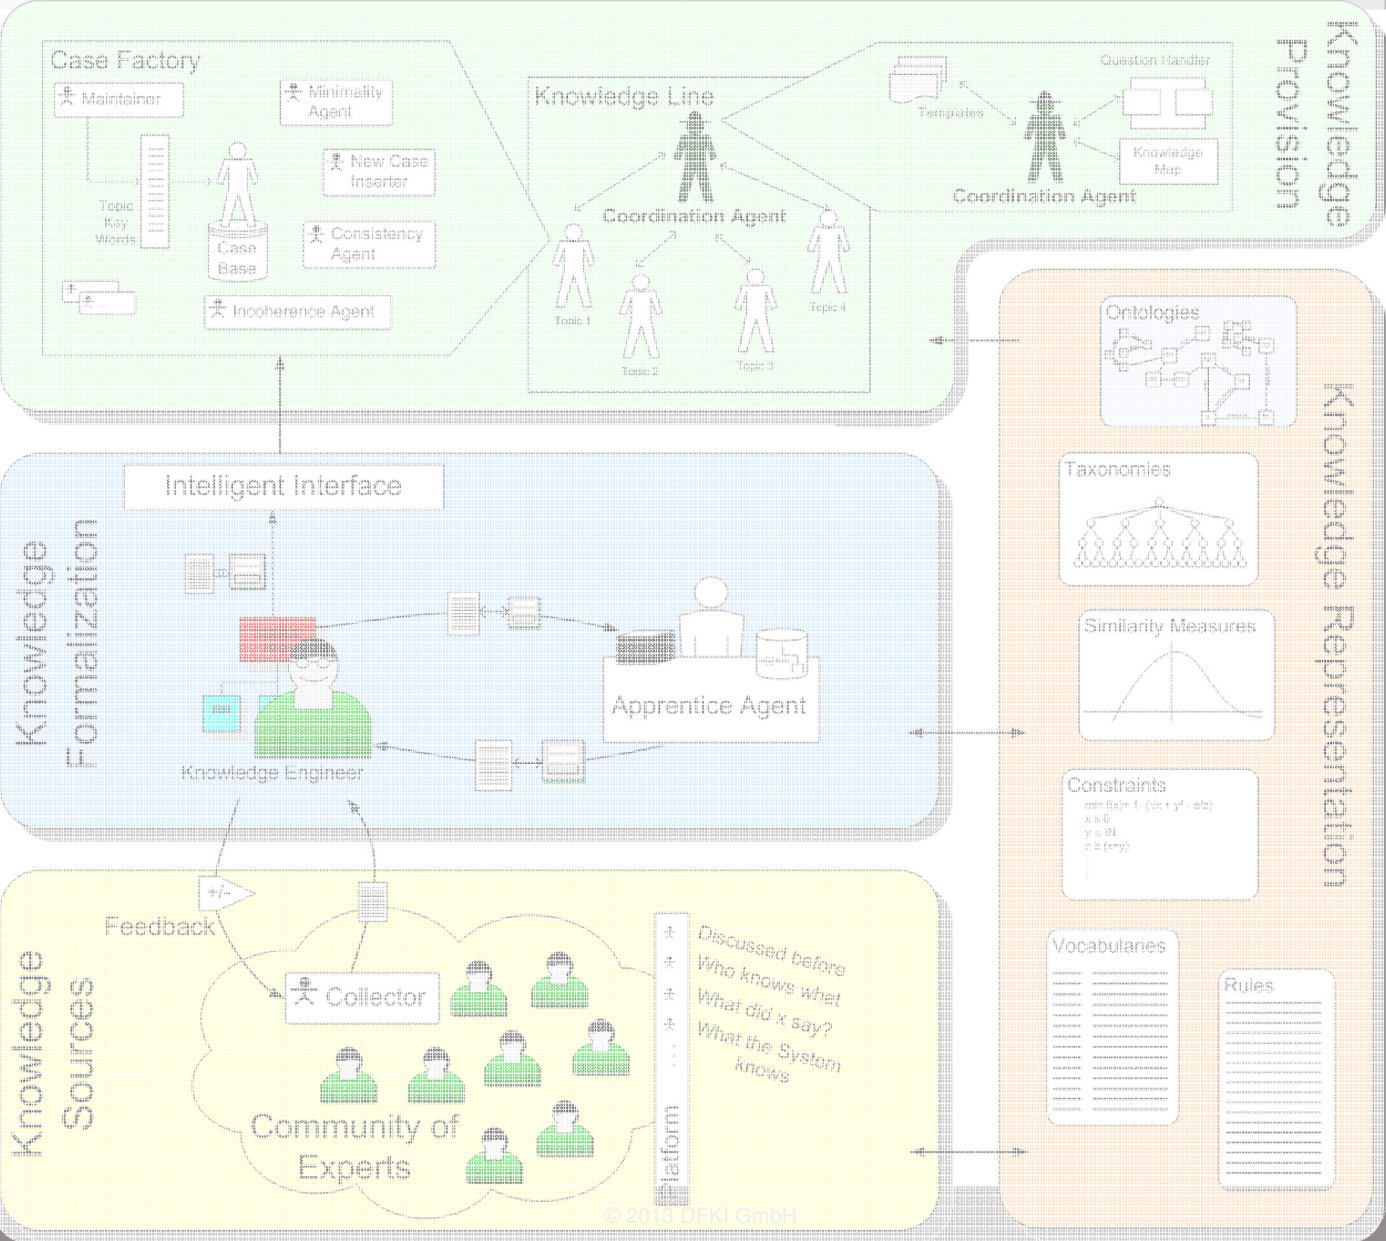 Case Factory
Maintainer
Minimality
Agent
New Case
Inserter
Topic
Key
Words
Case
Base
Consistency
Agent
...
Incoherence Agent
Knowledge Line
Coordination Agent
Topic 1
Topic 2
Topic 3
Topic 4
Templates
Question Handler
Knowledge
Map
Coordination Agent
Knowledge
Provision
Intelligent Interface
Knowledge
Formalization
Knowledge Engineer
Apprentice Agent
Ontologies
Taxonomies
Similarity Measures
Constraints
x ≤ 0
y ≤ IN
z ≥ (x+y)
Vocabularies
Rules
Knowledge Representation
+/-
Feedback
Knowledge
Sources
Collector
Community of
Experts
Discussed before
Who knows what
What did x say?
What the System
knows
© 2013 DFKI GmbH